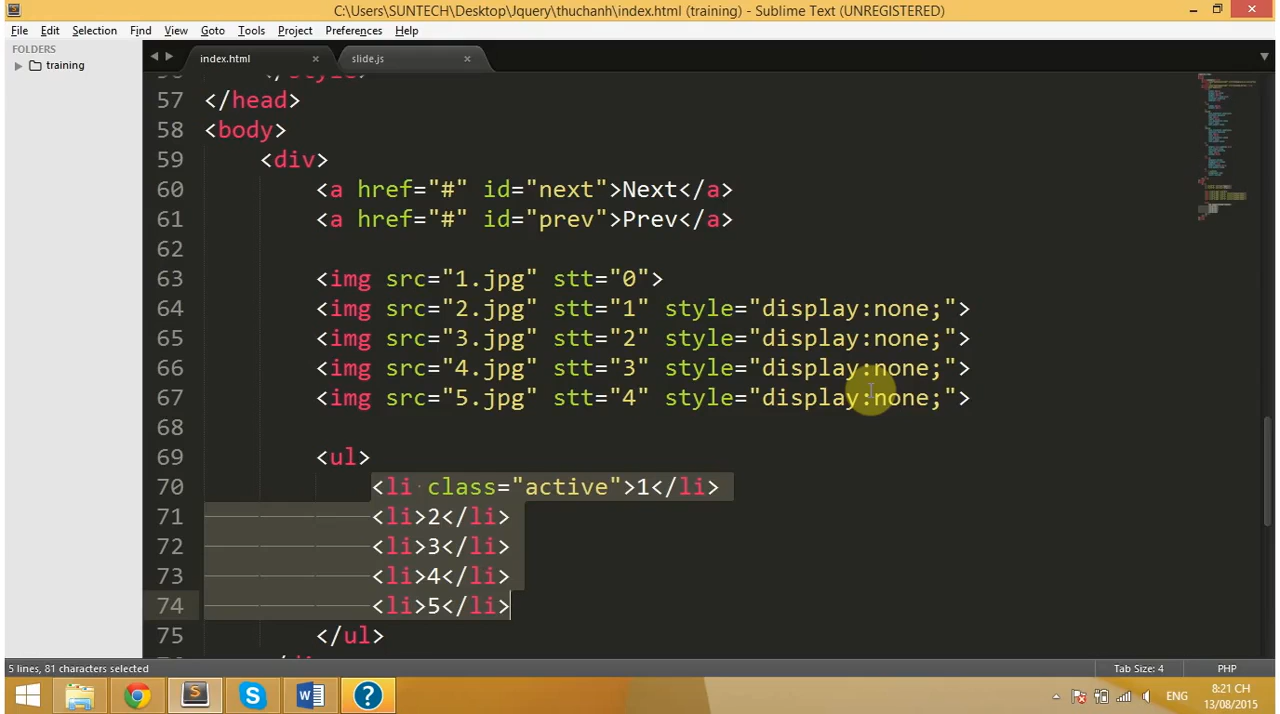 C:\Users\SUNTECH\Desktop\Jquery\thuchanh\index.html (training) - Sublime Text (UNREGISTERED)
File Edit Selection Find View Goto Tools Project Preferences Help
FOLDERS
training
index.html × slide.js ×
57 </head>
58 <body>
59 <div>
60 <a href="#" id="next">Next</a>
61 <a href="#" id="prev">Prev</a>
62
63 <img src="1.jpg" stt="0">
64 <img src="2.jpg" stt="1" style="display:none;">
65 <img src="3.jpg" stt="2" style="display:none;">
66 <img src="4.jpg" stt="3" style="display:none;">
67 <img src="5.jpg" stt="4" style="display:none;">
68
69 <ul>
70 <li class="active">1</li>
71 <li>2</li>
72 <li>3</li>
73 <li>4</li>
74 <li>5</li>
75 </ul>
5 lines, 81 characters selected
Tab Size: 4
PHP
ENG
8:21 CH
13/08/2015